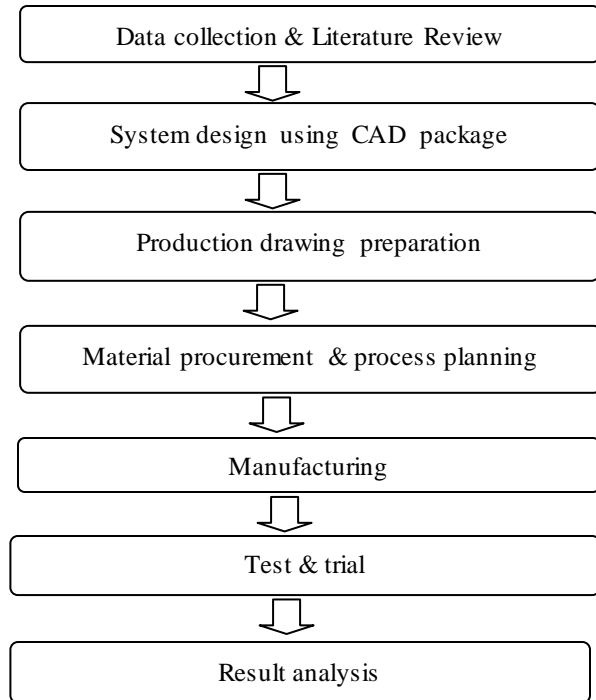 Data collection & Literature Review
System design using CAD package
Production drawing preparation
Material procurement & process planning
Manufacturing
Test & trial
Result analysis